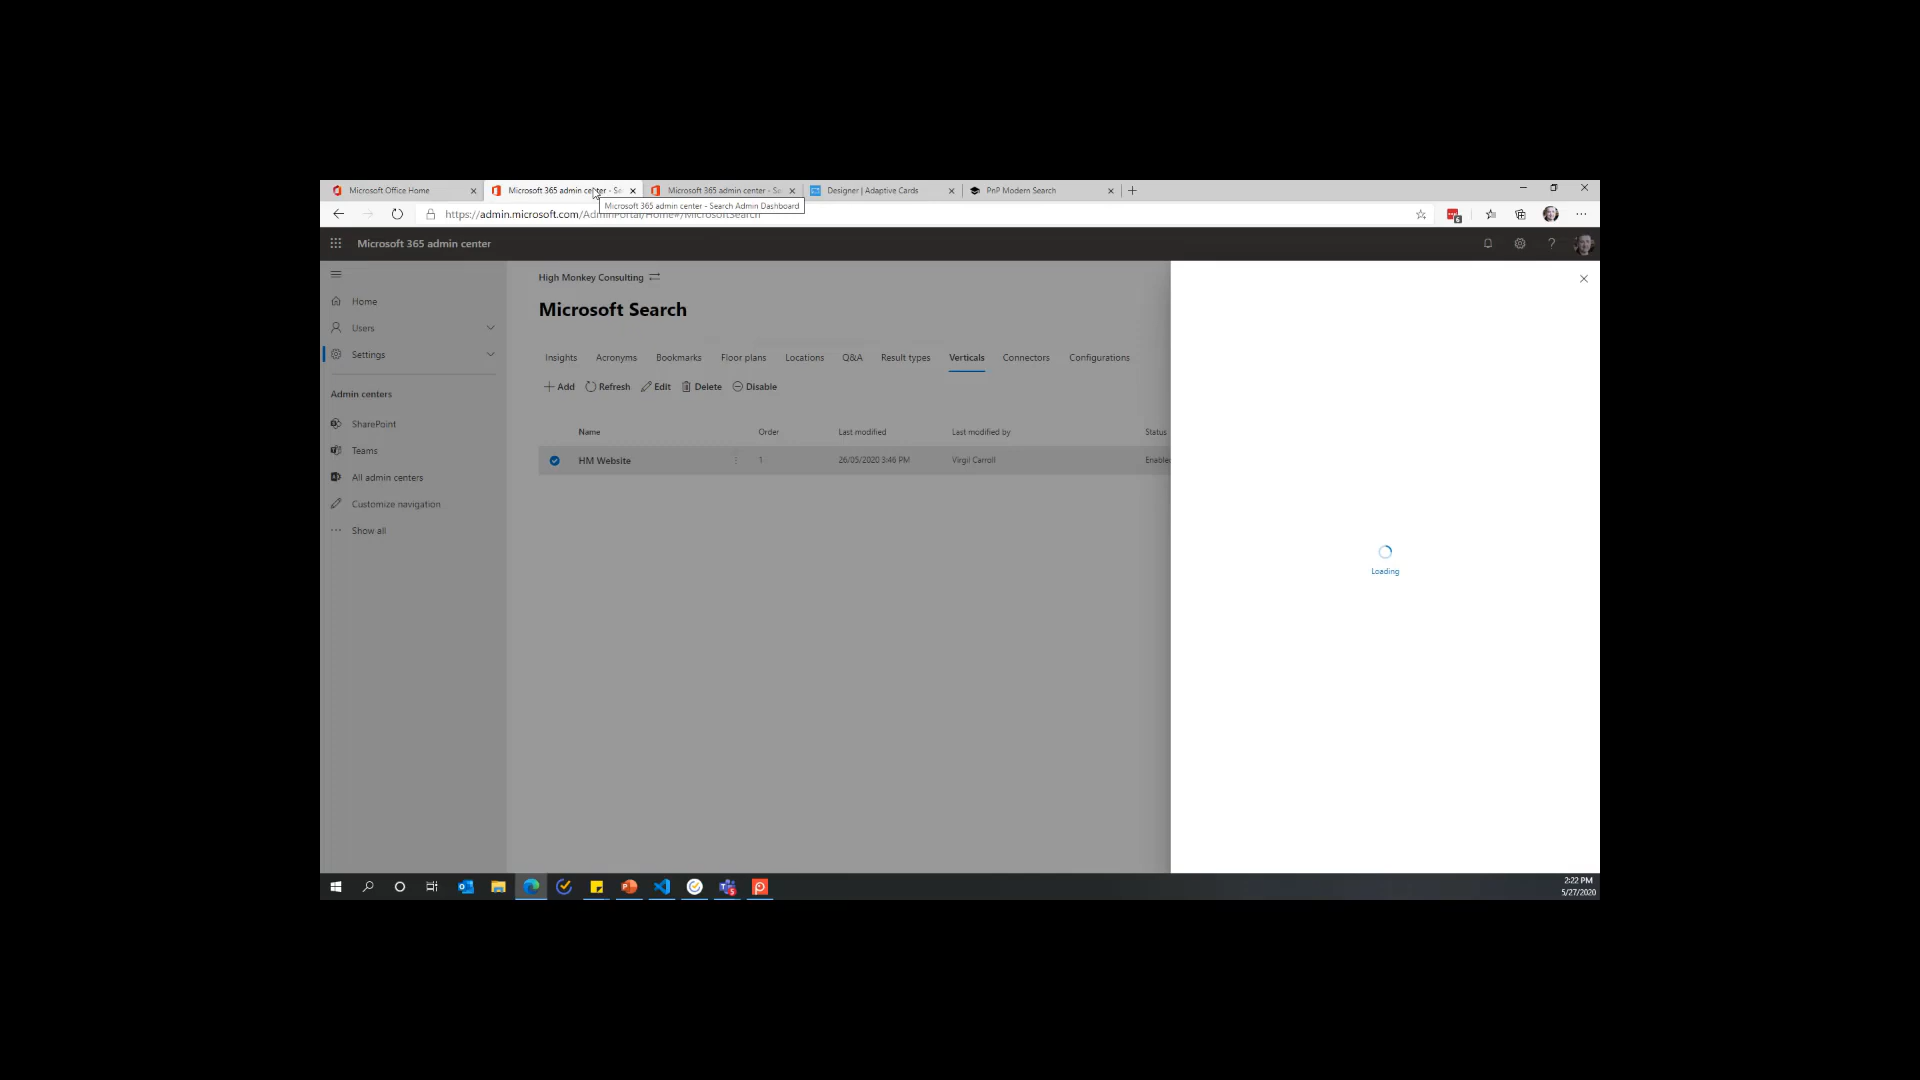 Microsoft Office Home
Microsoft 365 admin center - Se
Microsoft 365 admin center - Se
Designer | Adaptive Cards
PnP Modern Search
Microsoft 365 admin center - Search Admin Dashboard
https://admin.microsoft.com/AdminPortal/Home#/MicrosoftSearch
Microsoft 365 admin center
High Monkey Consulting
Microsoft Search
Home
Users
Settings
Admin centers
SharePoint
Teams
All admin centers
Customize navigation
Show all
Insights Acronyms Bookmarks Floor plans Locations Q&A Result types Verticals Connectors Configurations
Add Refresh Edit Delete Disable
Name Order Last modified Last modified by Status
HM Website 1 26/05/2020 3:46 PM Virgil Carroll Enable
Loading
2:22 PM
5/27/2020